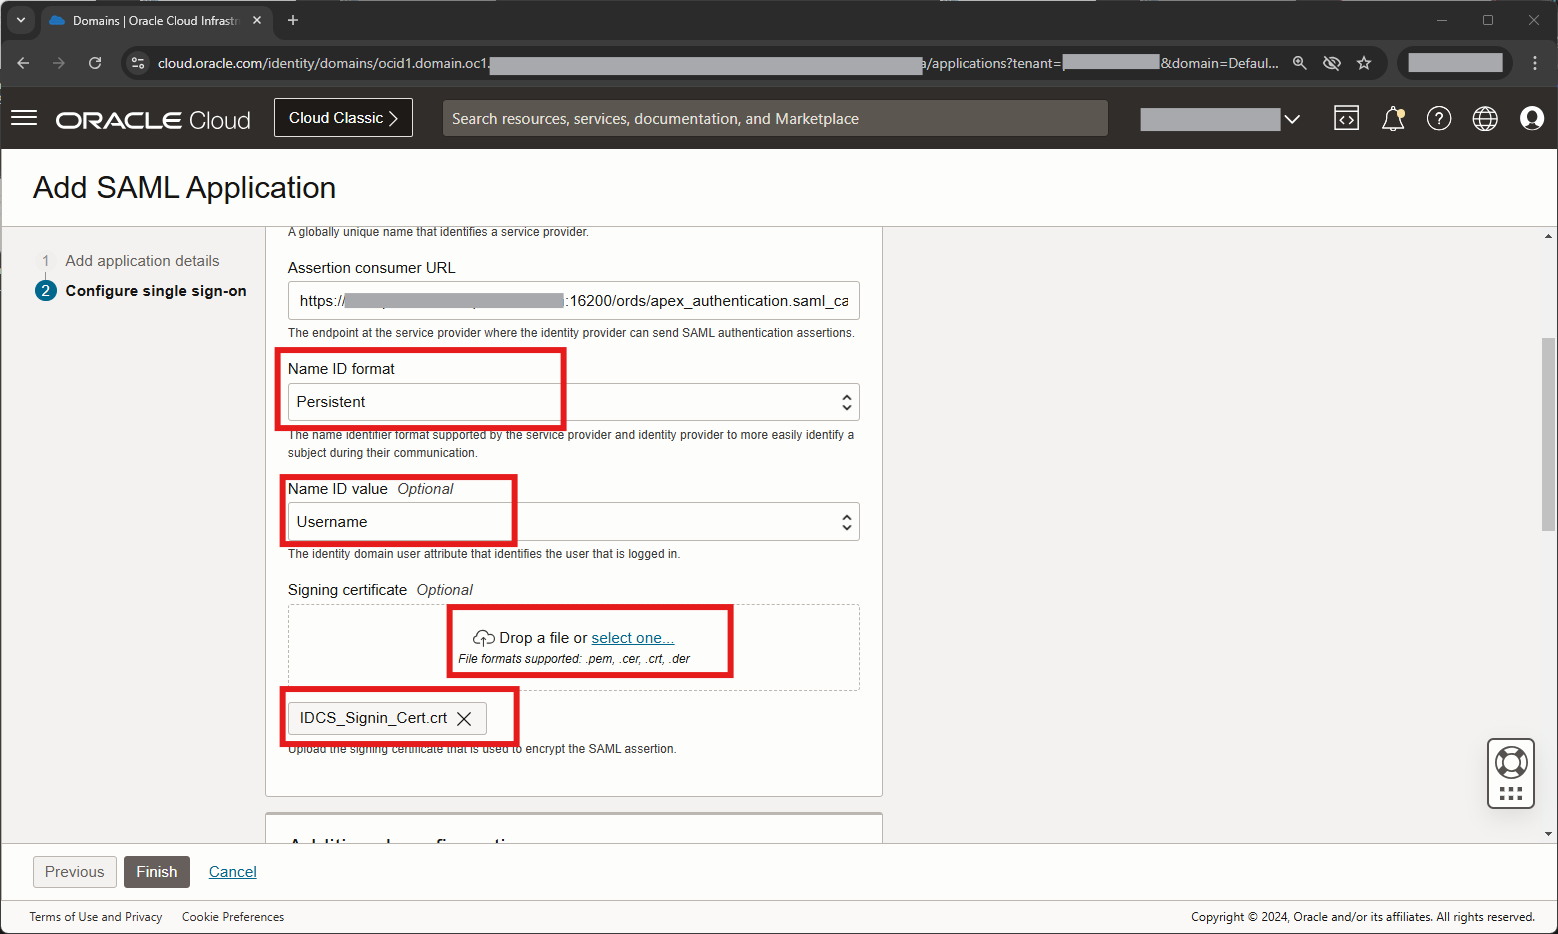 Domains | Oracle Cloud Infrastr
cloud.oracle.com/identity/domains/ocid1.domain.oc1. /applications?tenant= &domain=Defaul...
ORACLE Cloud
Cloud Classic
Search resources, services, documentation, and Marketplace
Add SAML Application
1 Add application details
2 Configure single sign-on
A globally unique name that identifies a service provider.
Assertion consumer URL
https:// :16200/ords/apex_authentication.saml_ca
The endpoint at the service provider where the identity provider can send SAML authentication assertions.
Name ID format
Persistent
The name identifier format supported by the service provider and identity provider to more easily identify a
subject during their communication.
Name ID value Optional
Username
The identity domain user attribute that identifies the user that is logged in.
Signing certificate Optional
Drop a file or select one...
File formats supported: .pem, .cer, .crt, .der
IDCS_Signin_Cert.crt
Upload the signing certificate that is used to encrypt the SAML assertion.
Previous
Finish
Cancel
Terms of Use and Privacy
Cookie Preferences
Copyright © 2024, Oracle and/or its affiliates. All rights reserved.